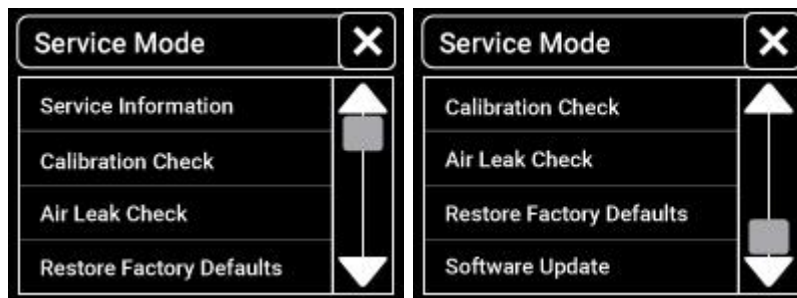 Service Mode
Service Information
Calibration Check
Air Leak Check
Restore Factory Defaults
Service Mode
Calibration Check
Air Leak Check
Restore Factory Defaults
Software Update